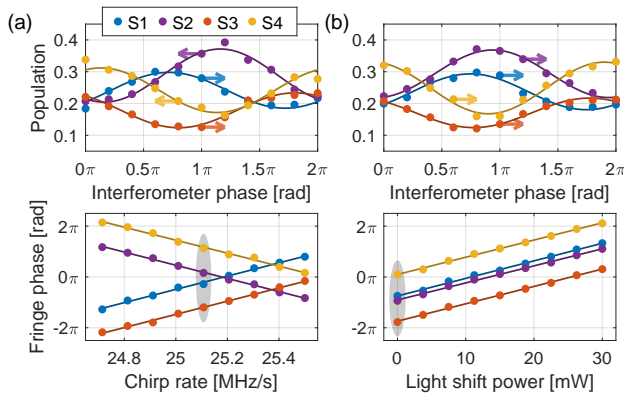 (a) S1 S2 S3 S4 (b)
Population
0.4
0.3
0.2
0.1
0π 0.5π 1π 1.5π 2π
Interferometer phase [rad]
0.4
0.3
0.2
0.1
0π 0.5π 1π 1.5π 2π
Interferometer phase [rad]
Fringe phase [rad]
2π
0π
-2π
24.8 25 25.2 25.4
Chirp rate [MHz/s]
2π
0π
-2π
0 10 20 30
Light shift power [mW]